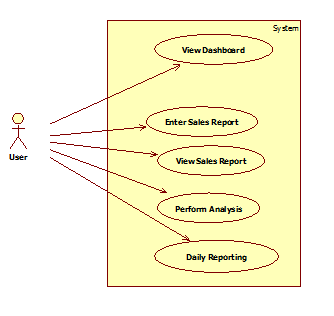 System
View Dashboard
Enter Sales Report
User
View Sales Report
Perform Analysis
Daily Reporting